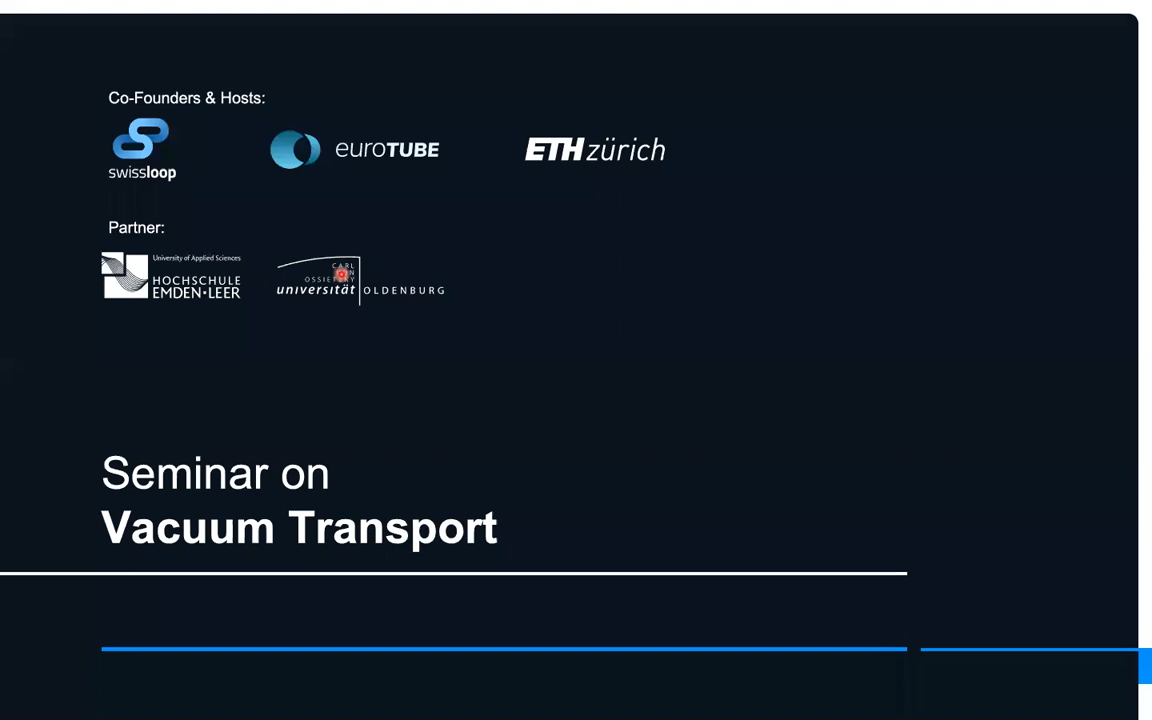 Co-Founders & Hosts:
swissloop
euroTUBE
ETH zürich
Partner:
University of Applied Sciences
HOCHSCHULE
EMDEN•LEER
CARL
OSSIETZKY
universität OLDENBURG
Seminar on
Vacuum Transport